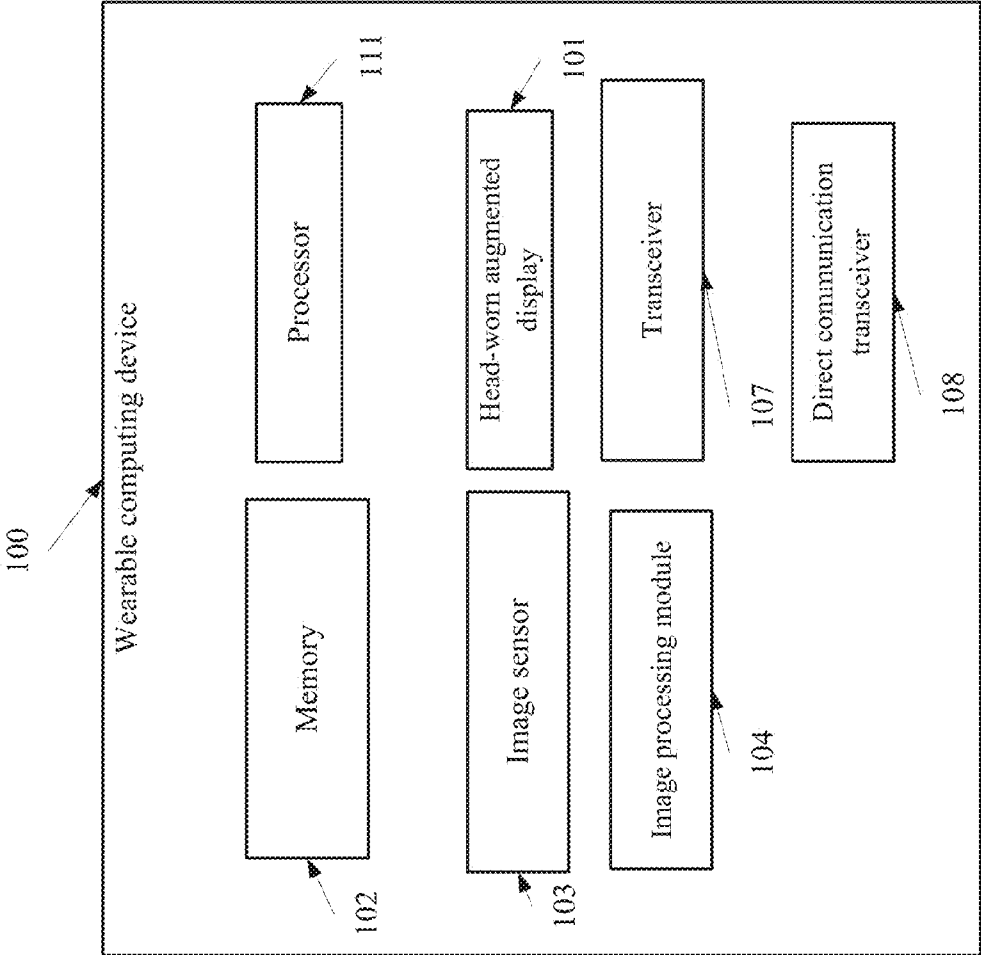 100
Wearable computing device
Memory
102
Processor
111
Image sensor
103
Head-worn augmented
display
101
Image processing module
104
Transceiver
107
Direct communication
transceiver
108